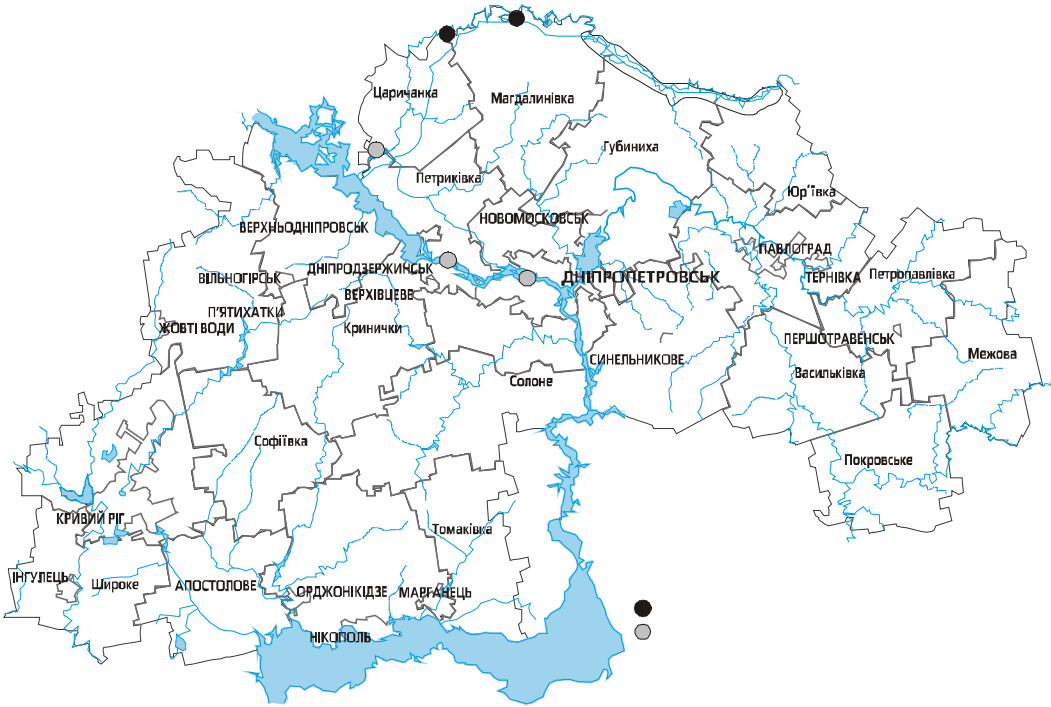 Царичанка
Магдалинівка
Губиниха
Петриківка
Юр'ївка
НОВОМОСКОВСЬК
ВЕРХНЬОДНІПРОВСЬК
ПАВЛОГРАД
ДНІПРОДЗЕРЖИНСЬК
ДНІПРОПЕТРОВСЬК
ТЕРНІВКА
Петропавлівка
ВІЛЬНОГІРСЬК
ВЕРХІВЦЕВЕ
П'ЯТИХАТКИ
ЖОВТІ ВОДИ
Кринички
ПЕРШОТРАВЕНСЬК
Межова
СИНЕЛЬНИКОВЕ
Васильківка
Солоне
Софіївка
Покровське
КРИВИЙ РІГ
Томаківка
ІНГУЛЕЦЬ
Широке
АПОСТОЛОВЕ
ОРДЖОНІКІДЗЕ
МАРГАНЕЦЬ
НІКОПОЛЬ